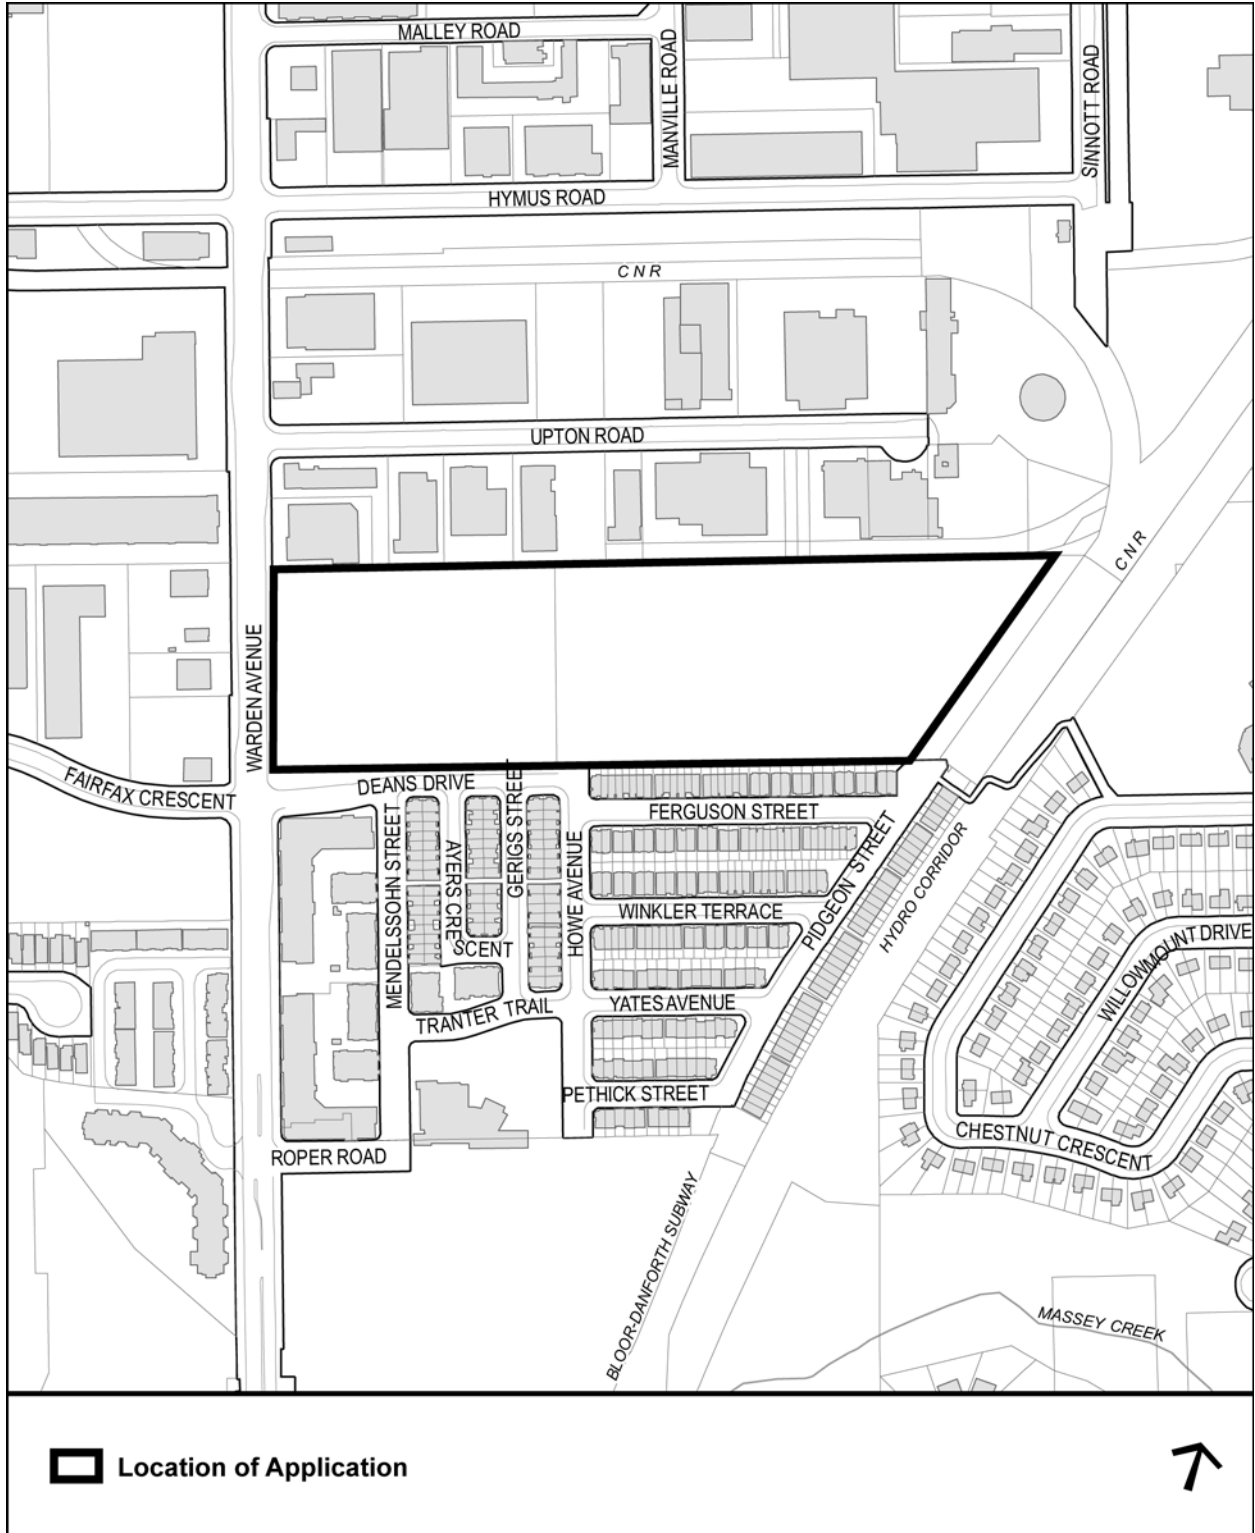 MALLEY ROAD
MANVILLE ROAD
SINNOTT ROAD
HYMUS ROAD
CNR
UPTON ROAD
CNR
WARDEN AVENUE
FAIRFAX CRESCENT
DEANS DRIVE
MENDELSSOHN STREET
AYERS CRE
SCENT
GERIGS STREET
HOWE AVENUE
FERGUSON STREET
WINKLER TERRACE
PIDGEON STREET
HYDRO CORRIDOR
WILLOWMOUNT DRIVE
YATES AVENUE
TRANTER TRAIL
PETHICK STREET
CHESTNUT CRESCENT
ROPER ROAD
BLOOR-DANFORTH SUBWAY
MASSEY CREEK
Location of Application